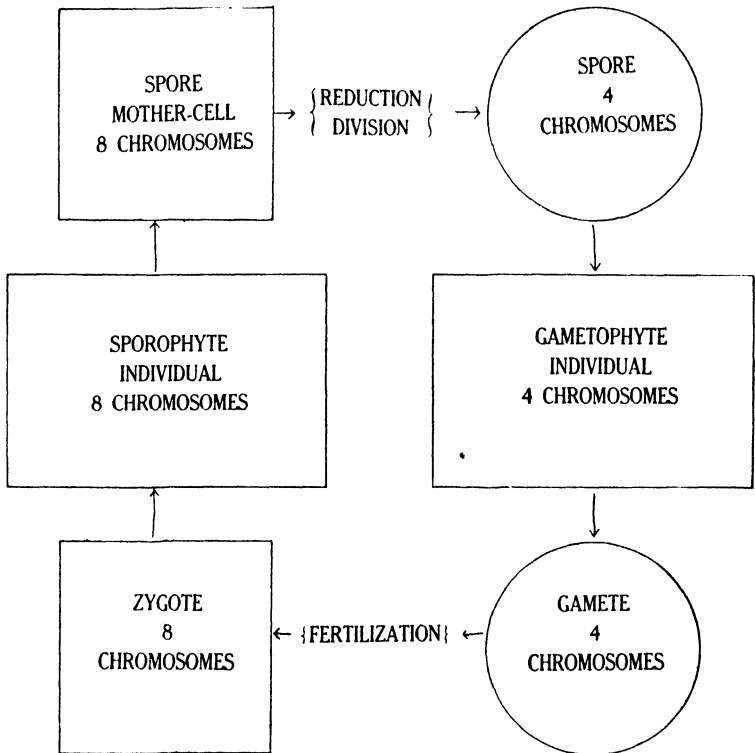 SPORE
MOTHER-CELL
8 CHROMOSOMES
→ { REDUCTION DIVISION } →
SPORE
4
CHROMOSOMES
SPOROPHYTE
INDIVIDUAL
8 CHROMOSOMES
GAMETOPHYTE
INDIVIDUAL
4 CHROMOSOMES
ZYGOTE
8
CHROMOSOMES
← {FERTILIZATION} ←
GAMETE
4
CHROMOSOMES